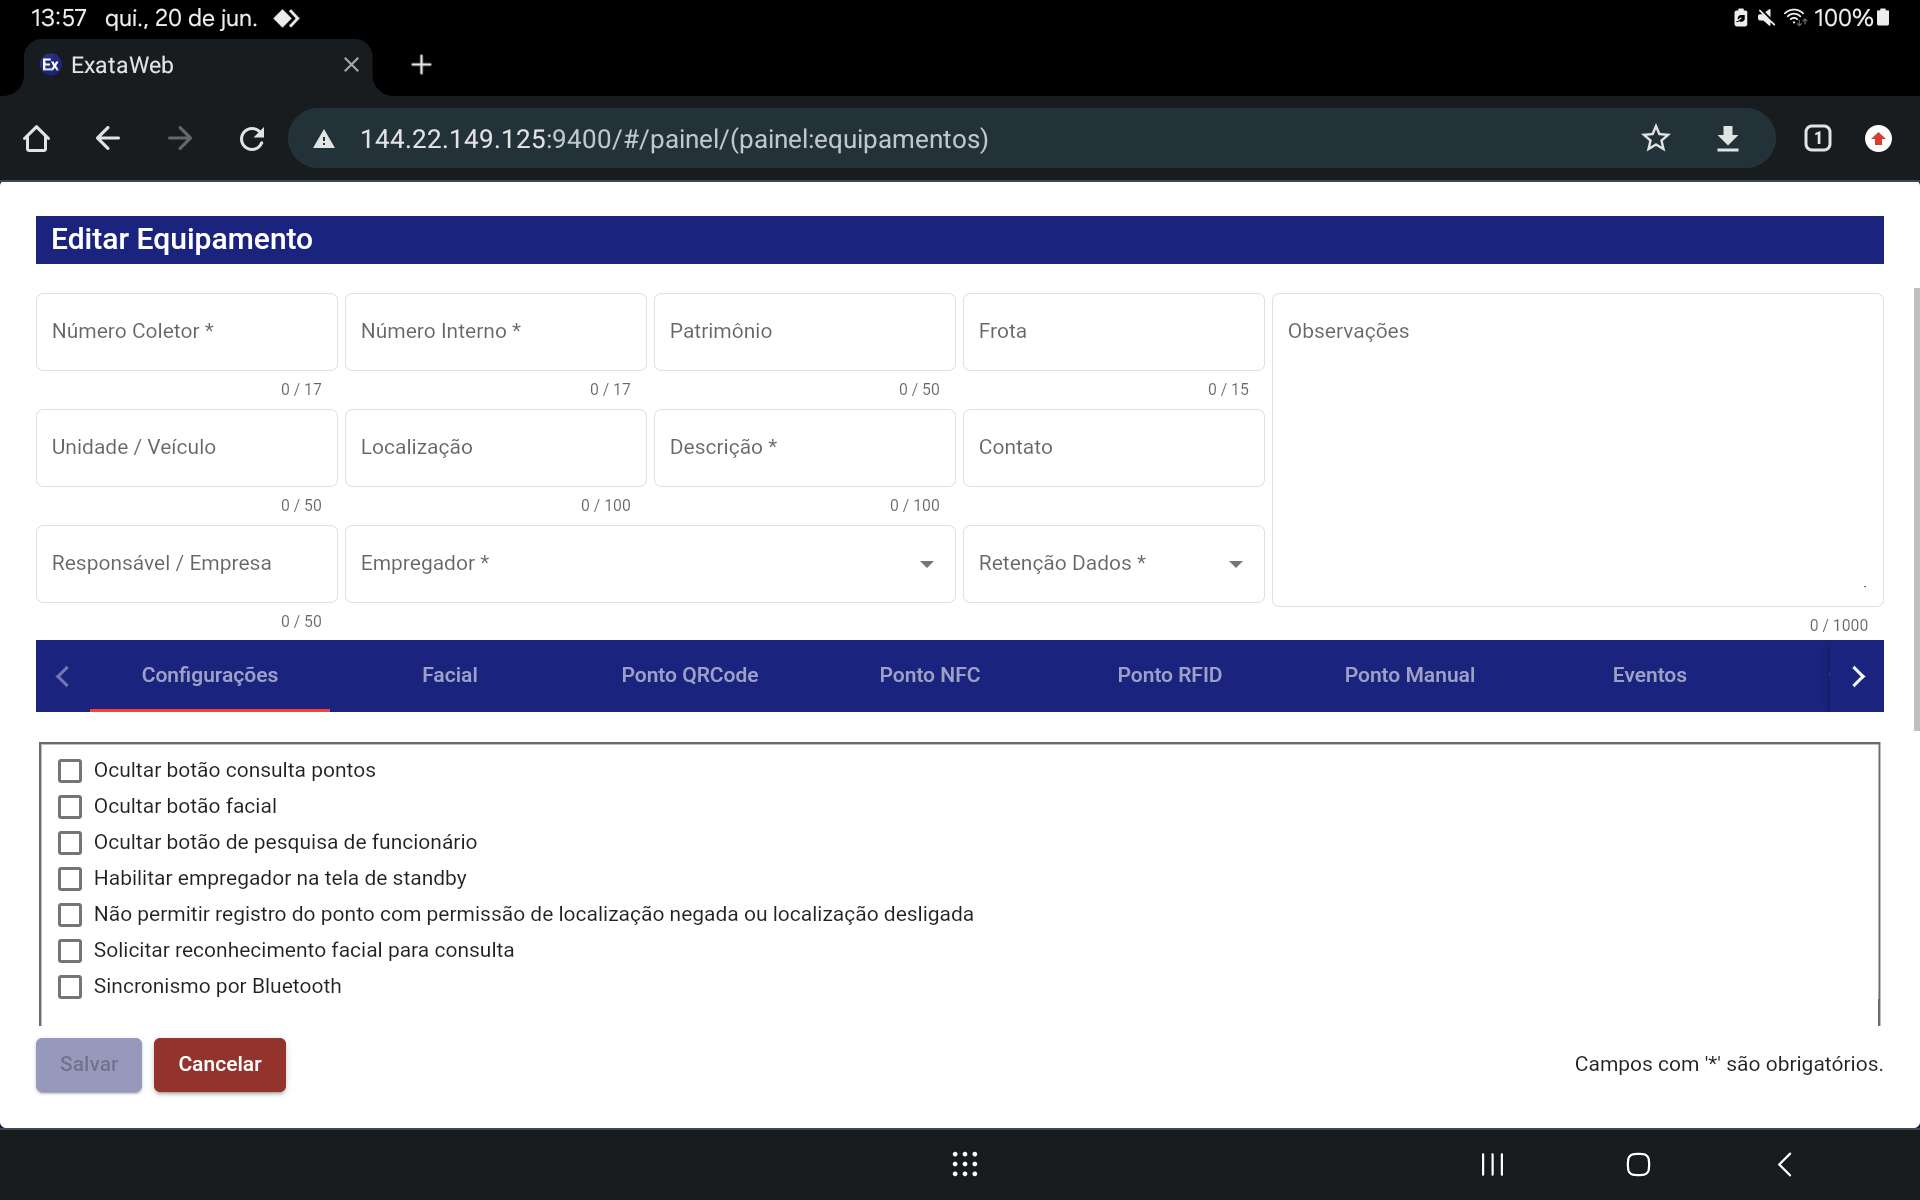 13:57 qui., 20 de jun. 100%
Ex ExataWeb
144.22.149.125:9400/#/painel/(painel:equipamentos) 1
Editar Equipamento
Número Coletor * Número Interno * Patrimônio Frota Observações
0 / 17 0 / 17 0 / 50 0 / 15
Unidade / Veículo Localização Descrição * Contato
0 / 50 0 / 100 0 / 100
Responsável / Empresa Empregador * Retenção Dados *
0 / 50 0 / 1000
Configurações Facial Ponto QRCode Ponto NFC Ponto RFID Ponto Manual Eventos
Ocultar botão consulta pontos
Ocultar botão facial
Ocultar botão de pesquisa de funcionário
Habilitar empregador na tela de standby
Não permitir registro do ponto com permissão de localização negada ou localização desligada
Solicitar reconhecimento facial para consulta
Sincronismo por Bluetooth
Salvar Cancelar Campos com '*' são obrigatórios.